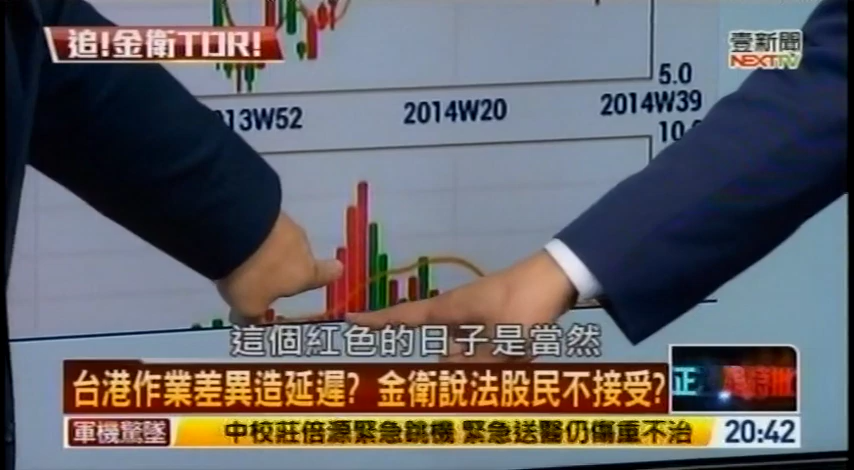 追!金衛TDR!
壹新聞
NEXTTV
5.0
13W52
2014W20
2014W39
10.
這個紅色的日子是當然
台港作業差異造延遲? 金衛說法股民不接受?
正
軍機驚墜
中校莊倍源緊急跳機 緊急送醫仍傷重不治
20:42